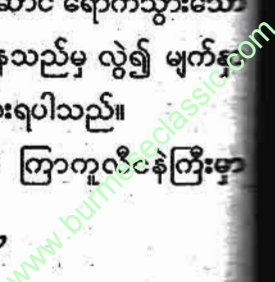 ရောက်သွားသော
သည်မှ လွဲ၍ မျက်နှာ
ရပါသည်။
ကြာကူလီငနဲကြီးမှာ
www.burmeseclassic.com